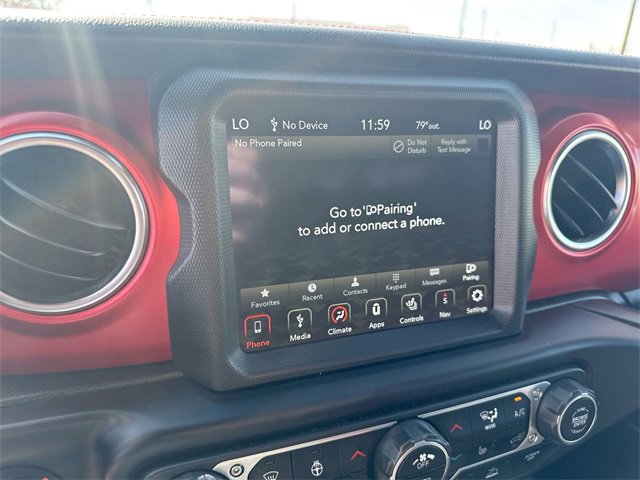 LO No Device 11:59 79°out. LO
No Phone Paired
Do Not
Disturb
Reply with
Text Message
Go to 'Pairing'
to add or connect a phone.
Favorites Recent Contacts Keypad Messages Pairing
Phone Media Climate Apps Controls Nav Settings
MODE A/C
OFF
BROWSE
ENTER